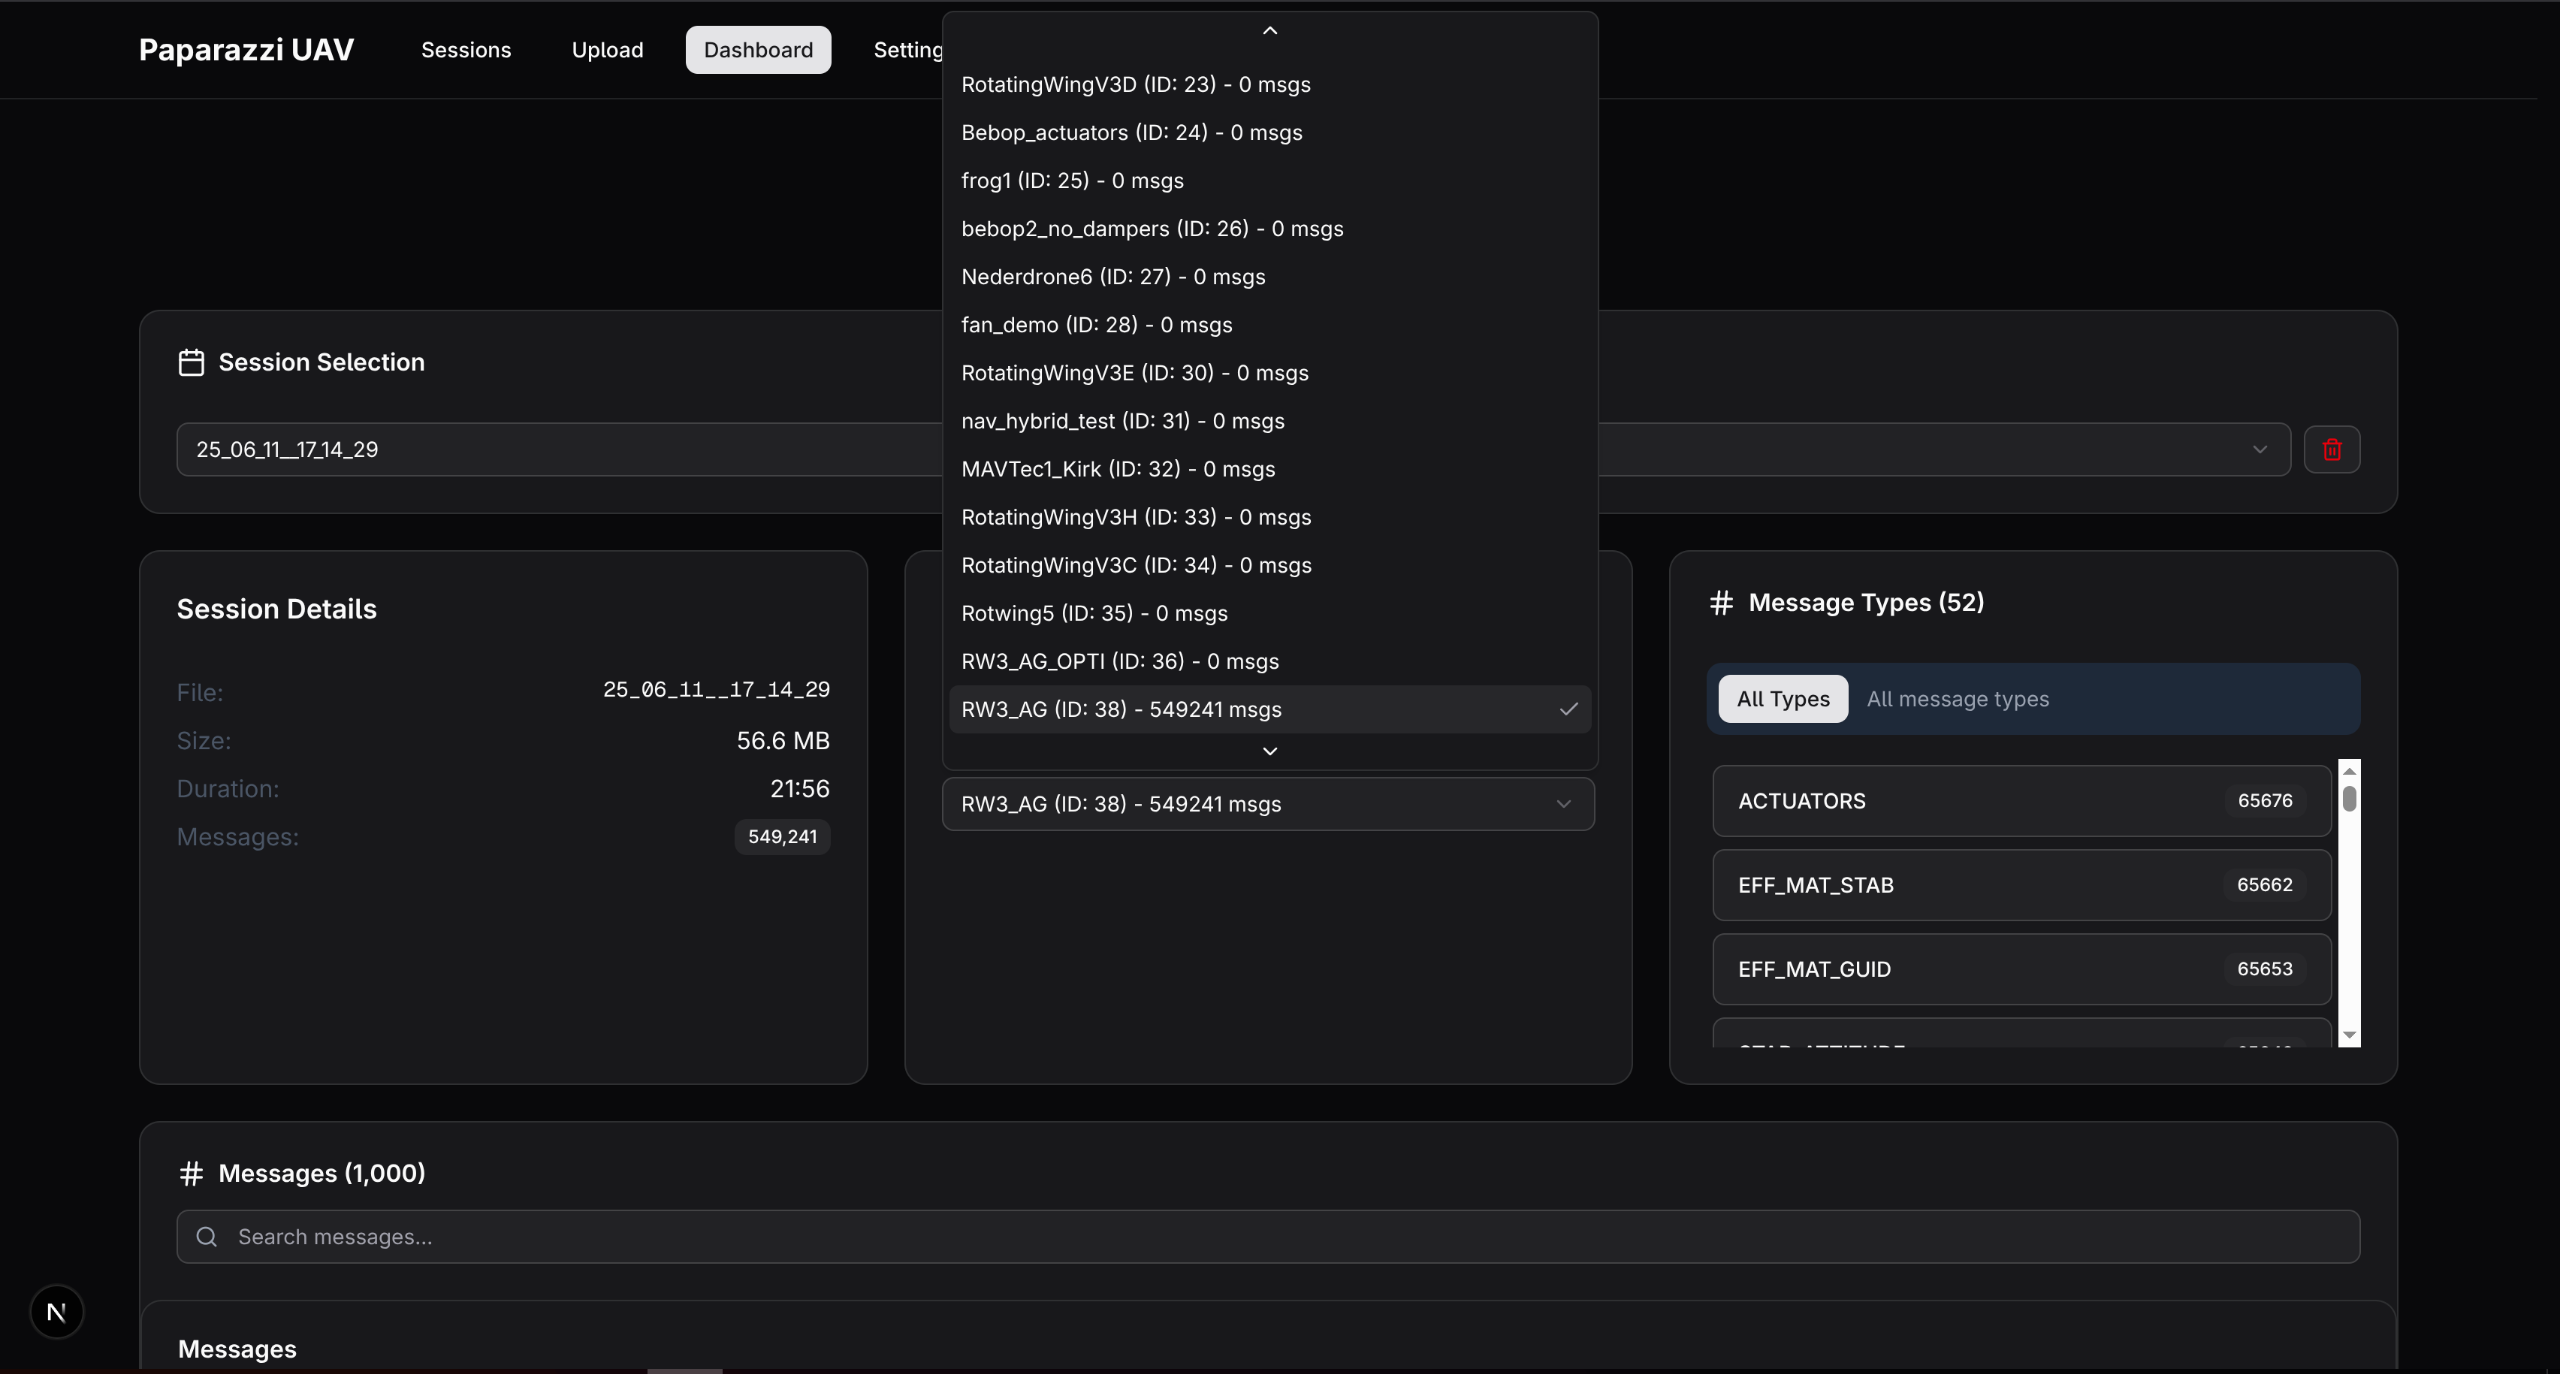 Paparazzi UAV
Sessions
Upload
Dashboard
Setting
RotatingWingV3D (ID: 23) - 0 msgs
Bebop_actuators (ID: 24) - 0 msgs
frog1 (ID: 25) - 0 msgs
bebop2_no_dampers (ID: 26) - 0 msgs
Nederdrone6 (ID: 27) - 0 msgs
fan_demo (ID: 28) - 0 msgs
RotatingWingV3E (ID: 30) - 0 msgs
nav_hybrid_test (ID: 31) - 0 msgs
MAVTec1_Kirk (ID: 32) - 0 msgs
RotatingWingV3H (ID: 33) - 0 msgs
RotatingWingV3C (ID: 34) - 0 msgs
Rotwing5 (ID: 35) - 0 msgs
RW3_AG_OPTI (ID: 36) - 0 msgs
RW3_AG (ID: 38) - 549241 msgs
RW3_AG (ID: 38) - 549241 msgs
Session Selection
25_06_11__17_14_29
Session Details
File: 25_06_11__17_14_29
Size: 56.6 MB
Duration: 21:56
Messages: 549,241
# Message Types (52)
All Types
All message types
ACTUATORS 65676
EFF_MAT_STAB 65662
EFF_MAT_GUID 65653
# Messages (1,000)
Search messages...
N
Messages